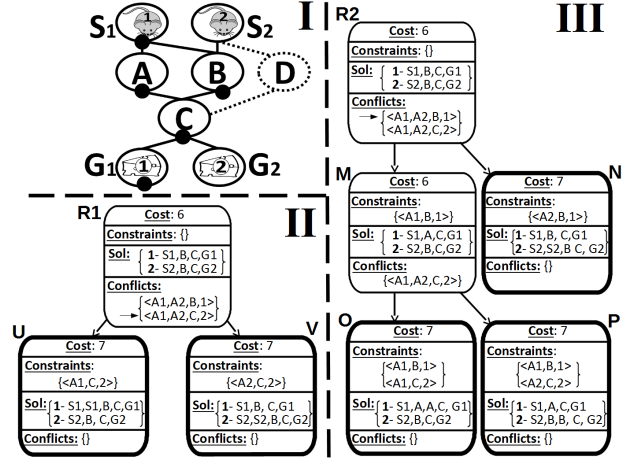 I
S1
1
2
S2
A
B
D
C
G1
1
2
G2
II
R1
Cost: 6
Constraints: {}
Sol: { 1- S1,B,C,G1
2- S2,B,C,G2 }
Conflicts:
{<A1,A2,B,1>
<A1,A2,C,2>}
U
Cost: 7
Constraints:
{<A1,C,2>}
Sol: { 1- S1,S1,B,C,G1
2- S2,B, C,G2 }
Conflicts: {}
V
Cost: 7
Constraints:
{<A2,C,2>}
Sol: { 1- S1,B, C,G1
2- S2,S2,B,C,G2 }
Conflicts: {}
III
R2
Cost: 6
Constraints: {}
Sol: { 1- S1,B,C,G1
2- S2,B,C,G2 }
Conflicts:
{<A1,A2,B,1>
<A1,A2,C,2>}
M
Cost: 6
Constraints:
{<A1,B,1>}
Sol: { 1- S1,A,C,G1
2- S2,B,C,G2 }
Conflicts:
{<A1,A2,C,2>}
N
Cost: 7
Constraints:
{<A2,B,1>}
Sol: { 1- S1,B, C,G1
2- S2,S2,B C, G2 }
Conflicts:
{}
O
Cost: 7
Constraints:
{<A1,B,1>
<A1,C,2>}
Sol: { 1- S1,A,A,C, G1
2- S2,B,C,G2 }
Conflicts: {}
P
Cost: 7
Constraints:
{<A1,B,1>
<A2,C,2>}
Sol: { 1- S1,A,C,G1
2- S2,B,B, C, G2 }
Conflicts: {}